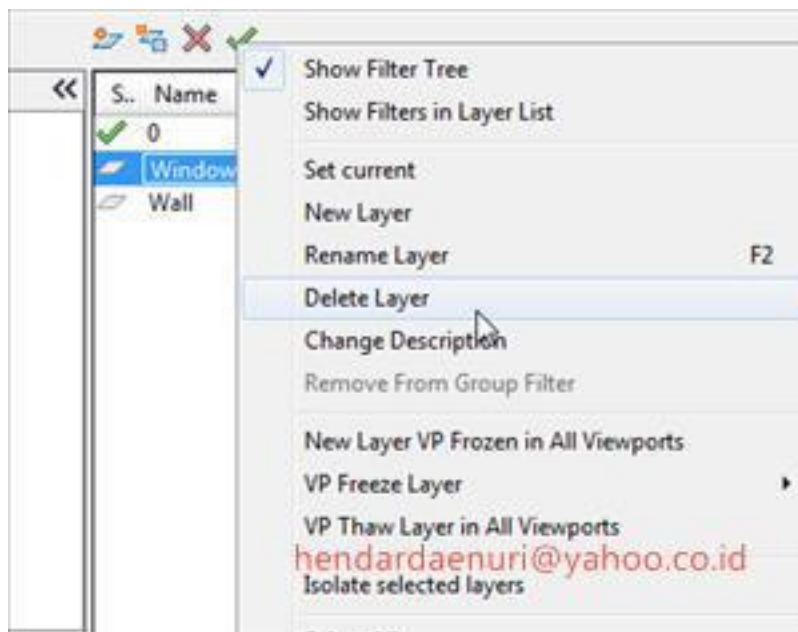 S.. Name
0
Window
Wall
Show Filter Tree
Show Filters in Layer List
Set current
New Layer
Rename Layer F2
Delete Layer
Change Description
Remove From Group Filter
New Layer VP Frozen in All Viewports
VP Freeze Layer
VP Thaw Layer in All Viewports
hendardaenuri@yahoo.co.id
Isolate selected layers